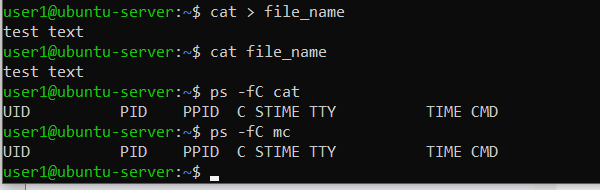 user1@ubuntu-server:~$ cat > file_name
test text
user1@ubuntu-server:~$ cat file_name
test text
user1@ubuntu-server:~$ ps -fC cat
UID          PID    PPID  C STIME TTY          TIME CMD
user1@ubuntu-server:~$ ps -fC mc
UID          PID    PPID  C STIME TTY          TIME CMD
user1@ubuntu-server:~$